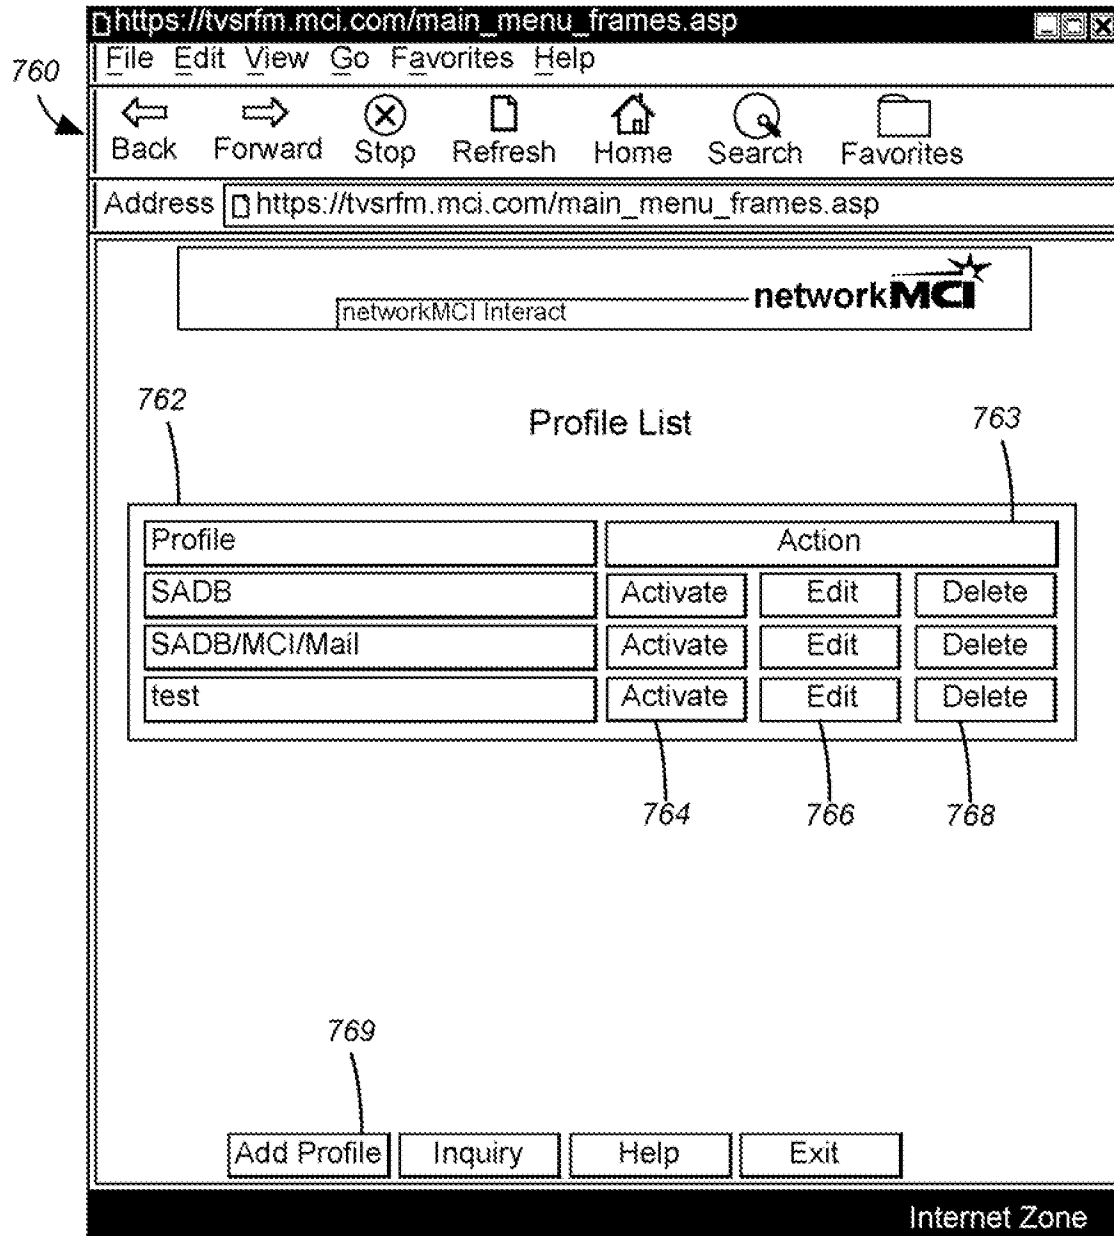 https://tvsrfm.mci.com/main_menu_frames.asp
File Edit View Go Favorites Help
760
Back Forward Stop Refresh Home Search Favorites
Address https://tvsrfm.mci.com/main_menu_frames.asp
networkMCI
networkMCI Interact
762
Profile List
763
Profile Action
SADB Activate Edit Delete
SADB/MCI/Mail Activate Edit Delete
test Activate Edit Delete
764 766 768
769
Add Profile Inquiry Help Exit
Internet Zone